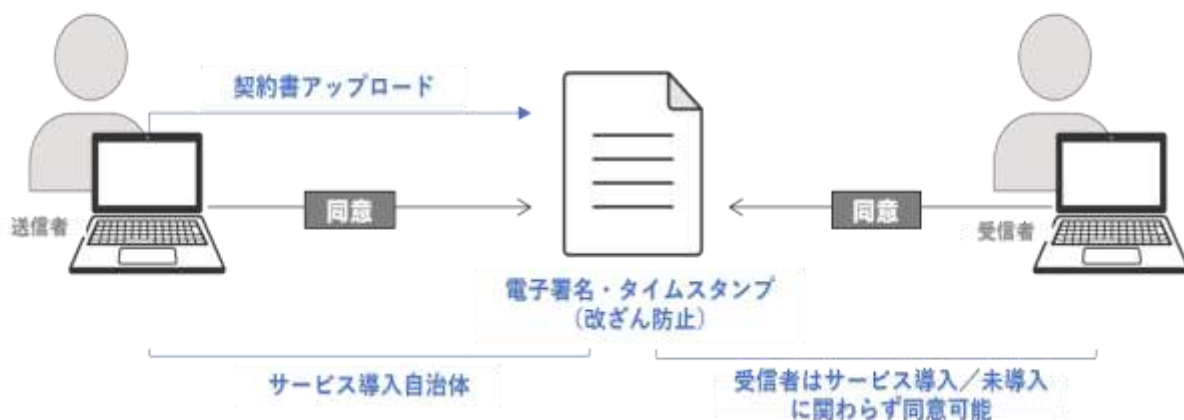 契約書アップロード
同意
同意
送信者
受信者
電子署名・タイムスタンプ
（改ざん防止）
サービス導入自治体
受信者はサービス導入／未導入
に関わらず同意可能